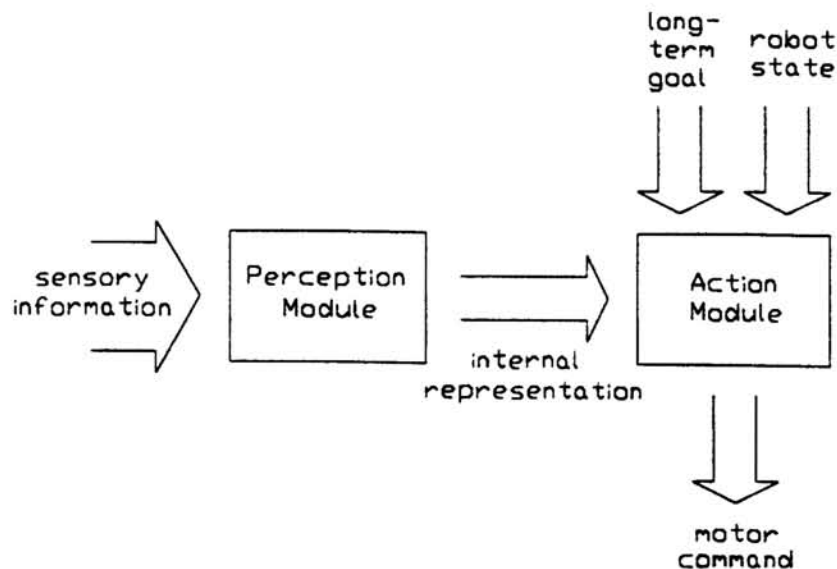 long-
term
goal
robot
state
sensory
information
Perception
Module
internal
representation
Action
Module
motor
command